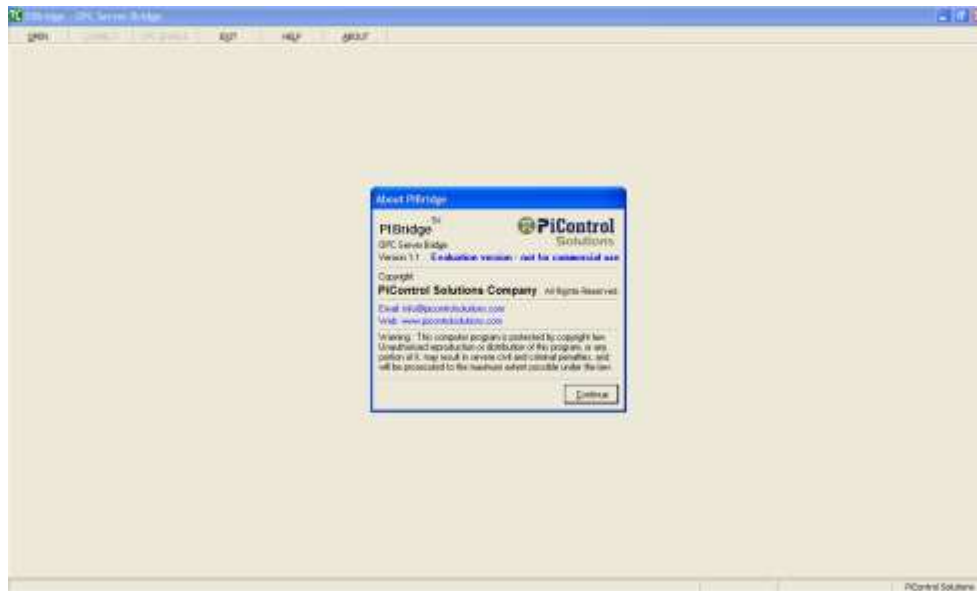 PIBridge - OPC Server Bridge
OPEN CONNECT EXIT HELP ABOUT
About PIBridge
PIBridge TM
PiControl
Solutions
OPC Server Bridge
Version 1.1 Evaluation version - not for commercial use
Copyright
PiControl Solutions Company All Rights Reserved
Email: info@picontrolsolutions.com
Web: www.picontrolsolutions.com
Warning: This computer program is protected by copyright law.
Unauthorized reproduction or distribution of this program, or any
portion of it, may result in severe civil and criminal penalties, and
will be prosecuted to the maximum extent possible under the law.
Continue
PiControl Solutions